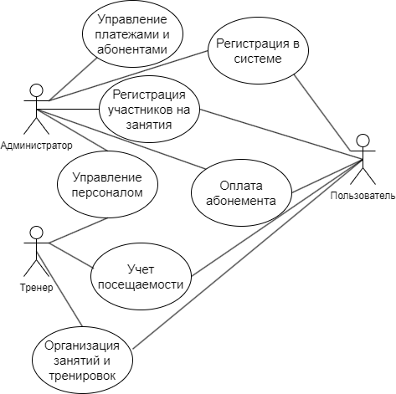 Управление
платежами и
абонентами
Регистрация в
системе
Регистрация
участников на
занятия
Администратор
Управление
персоналом
Оплата
абонемента
Пользователь
Учет
посещаемости
Тренер
Организация
занятий и
тренировок